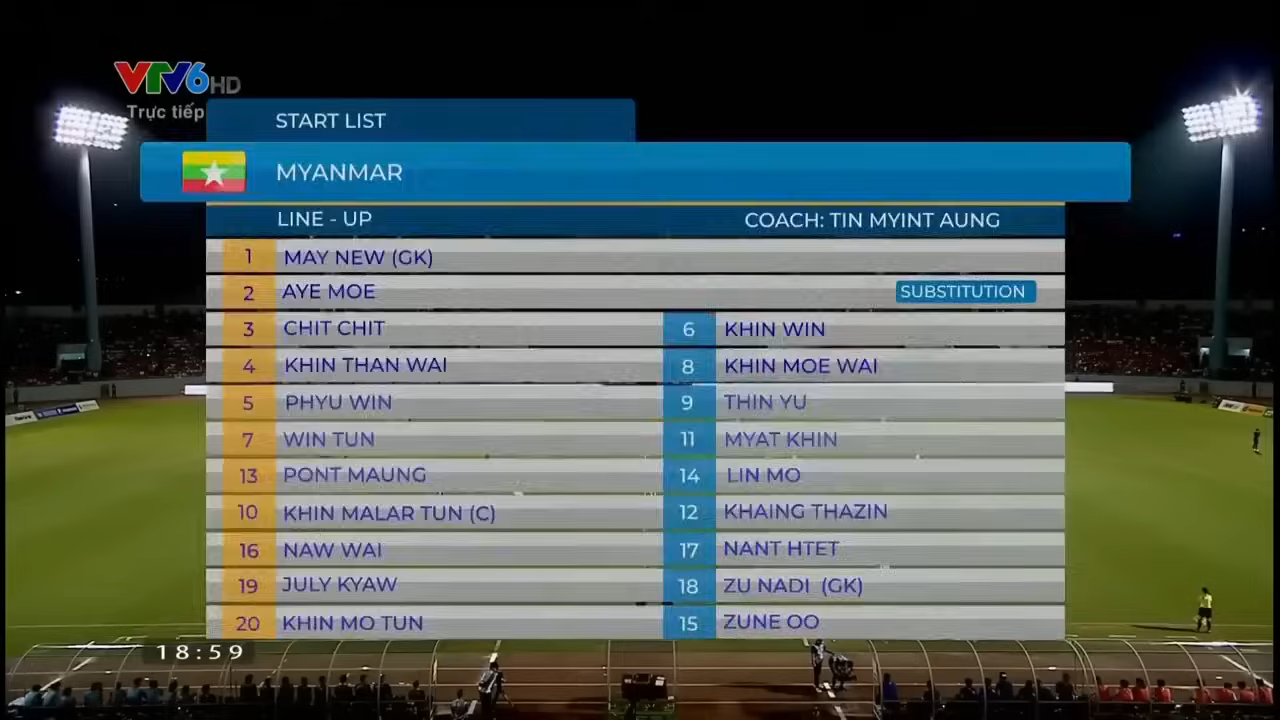 VTV6 HD
Trực tiếp
START LIST
MYANMAR
LINE - UP
COACH: TIN MYINT AUNG
1 MAY NEW (GK)
2 AYE MOE
SUBSTITUTION
3 CHIT CHIT
6 KHIN WIN
4 KHIN THAN WAI
8 KHIN MOE WAI
5 PHYU WIN
9 THIN YU
7 WIN TUN
11 MYAT KHIN
13 PONT MAUNG
14 LIN MO
10 KHIN MALAR TUN (C)
12 KHAING THAZIN
16 NAW WAI
17 NANT HTET
19 JULY KYAW
18 ZU NADI (GK)
20 KHIN MO TUN
15 ZUNE OO
18:59